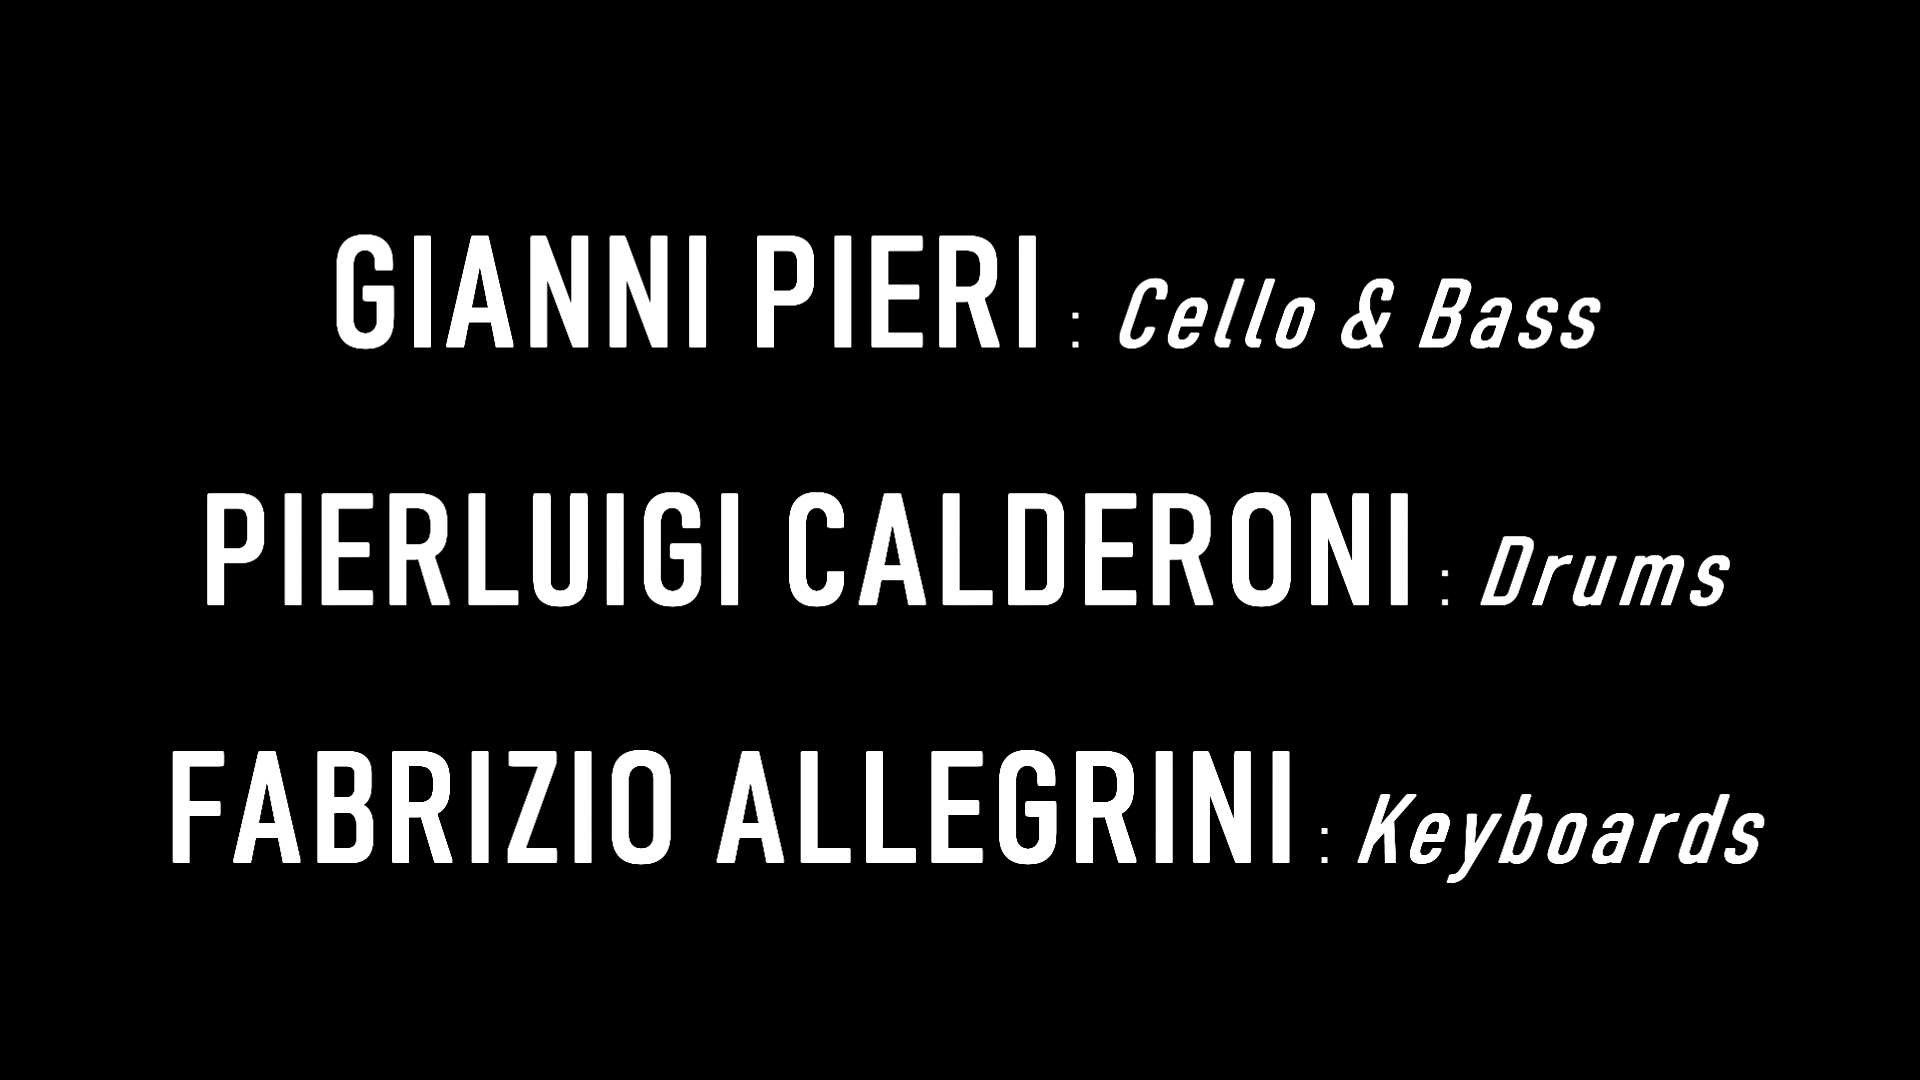 GIANNI PIERI : Cello & Bass
PIERLUIGI CALDERONI : Drums
FABRIZIO ALLEGRINI : Keyboards